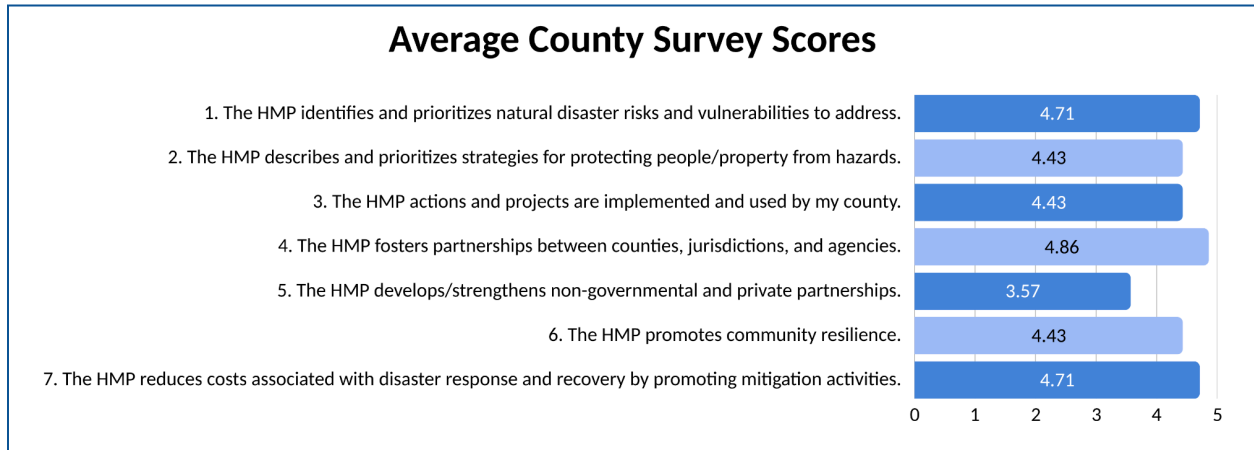 Average County Survey Scores
1. The HMP identifies and prioritizes natural disaster risks and vulnerabilities to address.
4.71
2. The HMP describes and prioritizes strategies for protecting people/property from hazards.
4.43
3. The HMP actions and projects are implemented and used by my county.
4.43
4. The HMP fosters partnerships between counties, jurisdictions, and agencies.
4.86
5. The HMP develops/strengthens non-governmental and private partnerships.
3.57
6. The HMP promotes community resilience.
4.43
7. The HMP reduces costs associated with disaster response and recovery by promoting mitigation activities.
4.71
0 1 2 3 4 5